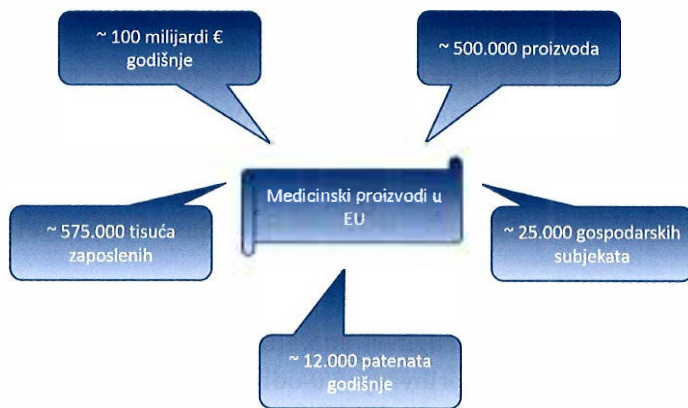 ~ 100 milijardi €
godišnje
~ 500.000 proizvoda
Medicinski proizvodi u
EU
~ 575.000 tisuća
zaposlenih
~ 25.000 gospodarskih
subjekata
~ 12.000 patenata
godišnje